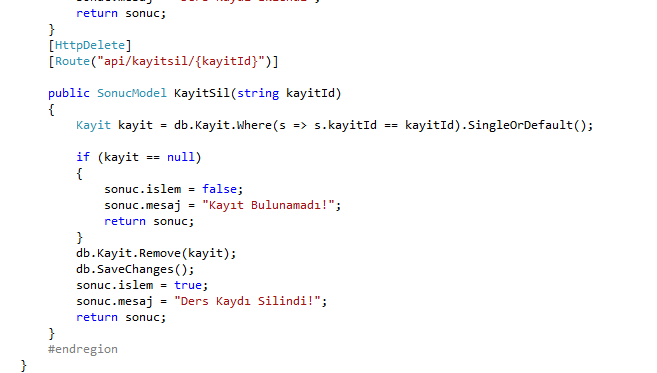 return sonuc;
}
[HttpDelete]
[Route("api/kayitsil/{kayitId}")]
public SonucModel KayitSil(string kayitId)
{
Kayit kayit = db.Kayit.Where(s => s.kayitId == kayitId).SingleOrDefault();
if (kayit == null)
{
sonuc.islem = false;
sonuc.mesaj = "Kayıt Bulunamadı!";
return sonuc;
}
db.Kayit.Remove(kayit);
db.SaveChanges();
sonuc.islem = true;
sonuc.mesaj = "Ders Kaydı Silindi!";
return sonuc;
}
#endregion
}